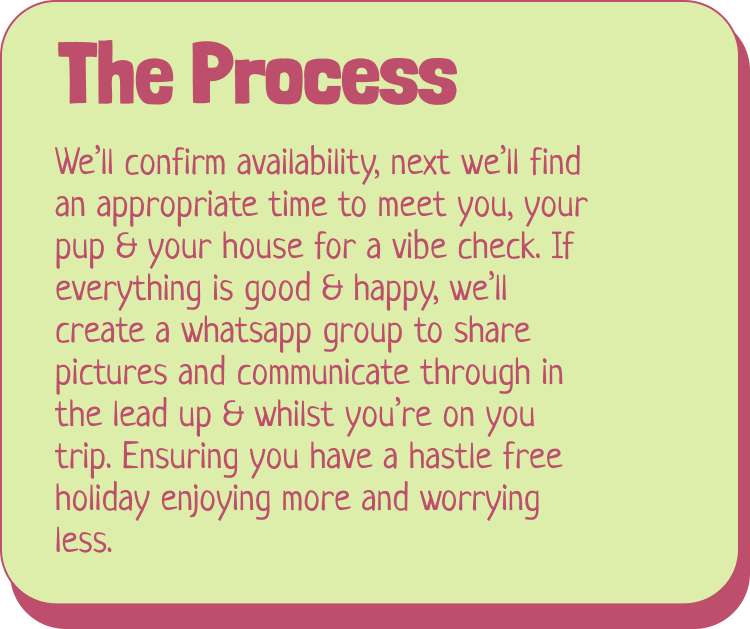 The Process
We’ll confirm availability, next we’ll find
an appropriate time to meet you, your
pup & your house for a vibe check. If
everything is good & happy, we’ll
create a whatsapp group to share
pictures and communicate through in
the lead up & whilst you’re on you
trip. Ensuring you have a hastle free
holiday enjoying more and worrying
less.